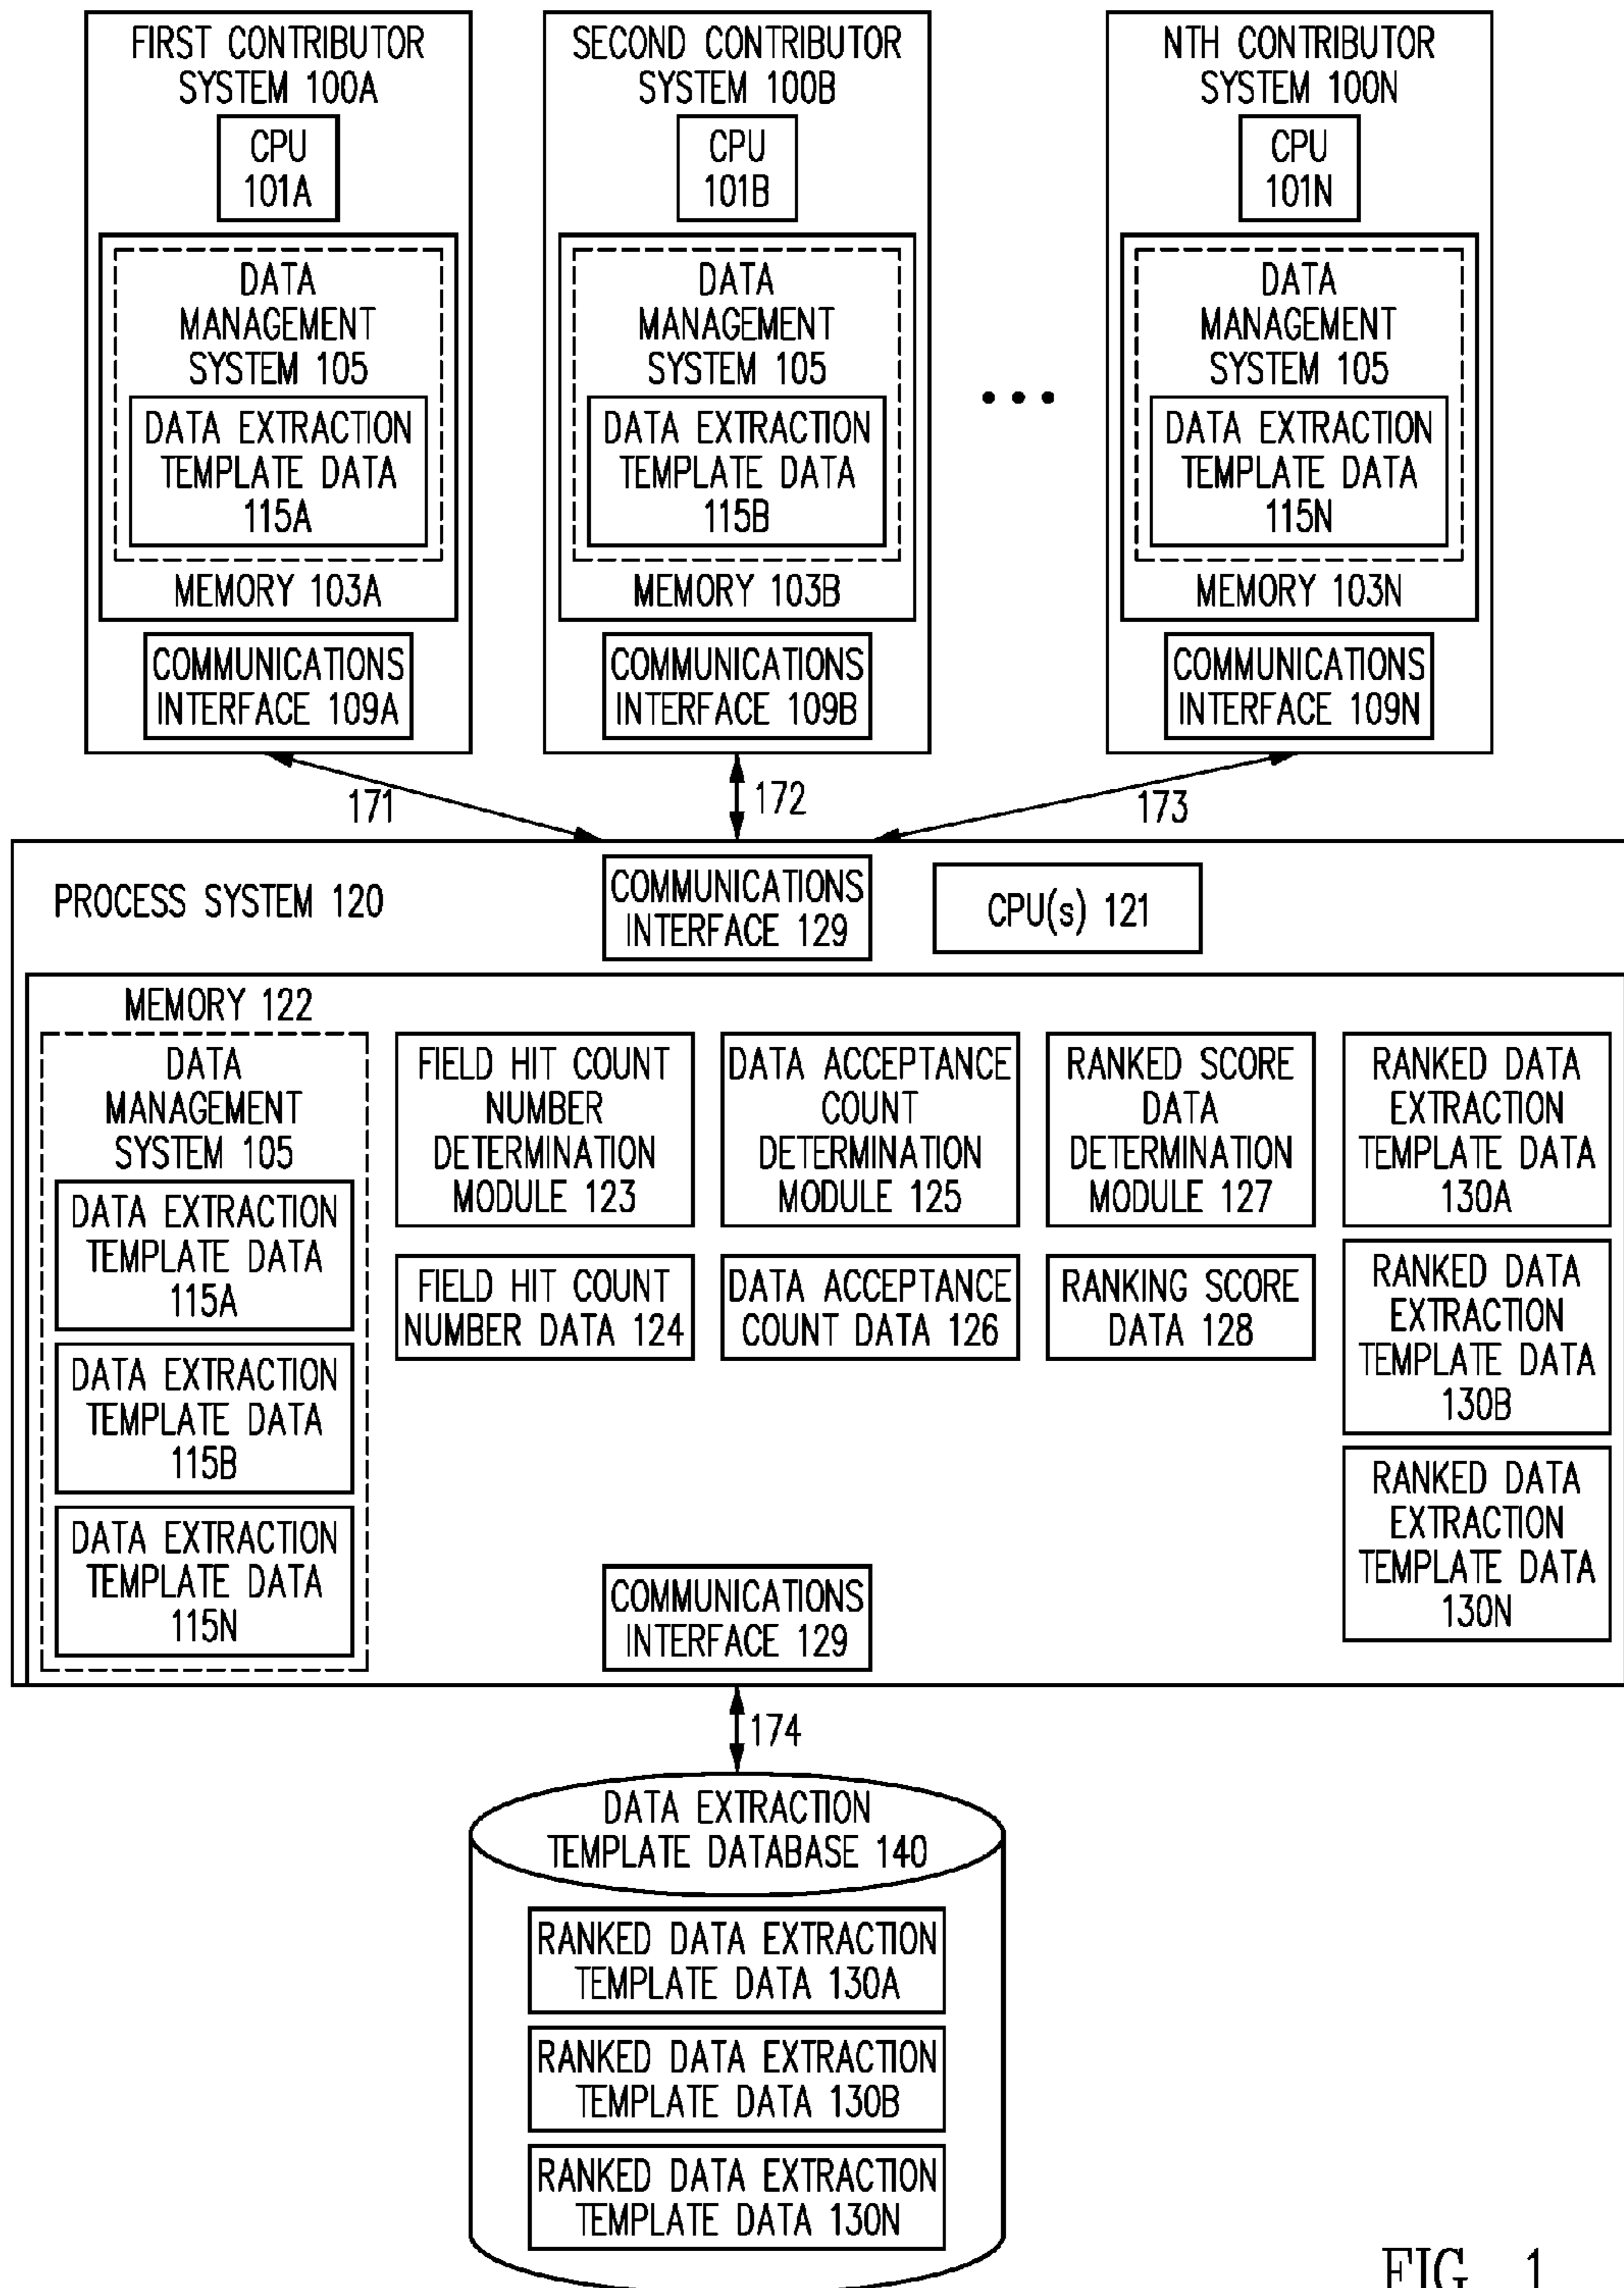 FIRST CONTRIBUTOR
SYSTEM 100A
CPU
101A
DATA
MANAGEMENT
SYSTEM 105
DATA EXTRACTION
TEMPLATE DATA
115A
MEMORY 103A
COMMUNICATIONS
INTERFACE 109A
SECOND CONTRIBUTOR
SYSTEM 100B
CPU
101B
DATA
MANAGEMENT
SYSTEM 105
DATA EXTRACTION
TEMPLATE DATA
115B
MEMORY 103B
COMMUNICATIONS
INTERFACE 109B
NTH CONTRIBUTOR
SYSTEM 100N
CPU
101N
DATA
MANAGEMENT
SYSTEM 105
DATA EXTRACTION
TEMPLATE DATA
115N
MEMORY 103N
COMMUNICATIONS
INTERFACE 109N
171
172
173
PROCESS SYSTEM 120
COMMUNICATIONS
INTERFACE 129
CPU(s) 121
MEMORY 122
DATA
MANAGEMENT
SYSTEM 105
DATA EXTRACTION
TEMPLATE DATA
115A
DATA EXTRACTION
TEMPLATE DATA
115B
DATA EXTRACTION
TEMPLATE DATA
115N
FIELD HIT COUNT
NUMBER
DETERMINATION
MODULE 123
FIELD HIT COUNT
NUMBER DATA 124
DATA ACCEPTANCE
COUNT
DETERMINATION
MODULE 125
DATA ACCEPTANCE
COUNT DATA 126
RANKED SCORE
DATA
DETERMINATION
MODULE 127
RANKING SCORE
DATA 128
RANKED DATA
EXTRACTION
TEMPLATE DATA
130A
RANKED DATA
EXTRACTION
TEMPLATE DATA
130B
RANKED DATA
EXTRACTION
TEMPLATE DATA
130N
COMMUNICATIONS
INTERFACE 129
174
DATA EXTRACTION
TEMPLATE DATABASE 140
RANKED DATA EXTRACTION
TEMPLATE DATA 130A
RANKED DATA EXTRACTION
TEMPLATE DATA 130B
RANKED DATA EXTRACTION
TEMPLATE DATA 130N
FIG. 1